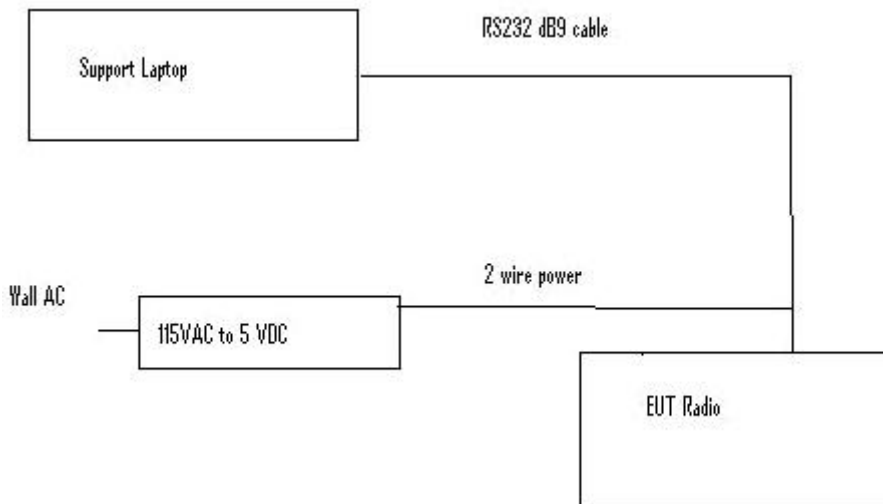 RS232 dB9 cable
Support Laptop
2 wire power
Wall AC
115VAC to 5 VDC
EUT Radio